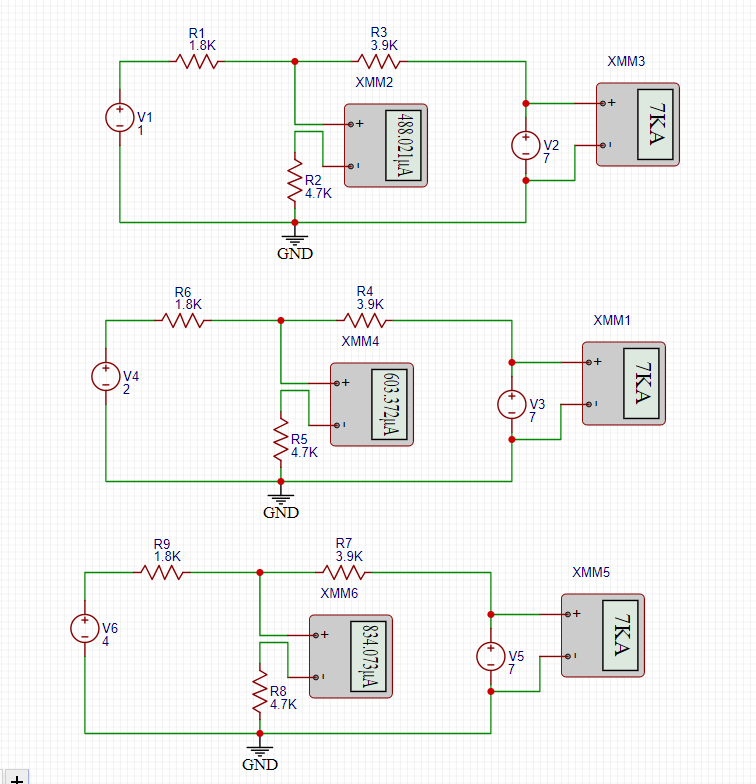 R1
1.8K
R3
3.9K
XMM3
XMM2
+
7KA
V1
1
+
488.021µA
V2
7
R2
4.7K
GND
R6
1.8K
R4
3.9K
XMM1
XMM4
+
7KA
V4
2
+
603.372µA
V3
7
R5
4.7K
GND
R9
1.8K
R7
3.9K
XMM5
XMM6
+
7KA
V6
4
+
834.073µA
V5
7
R8
4.7K
GND
+